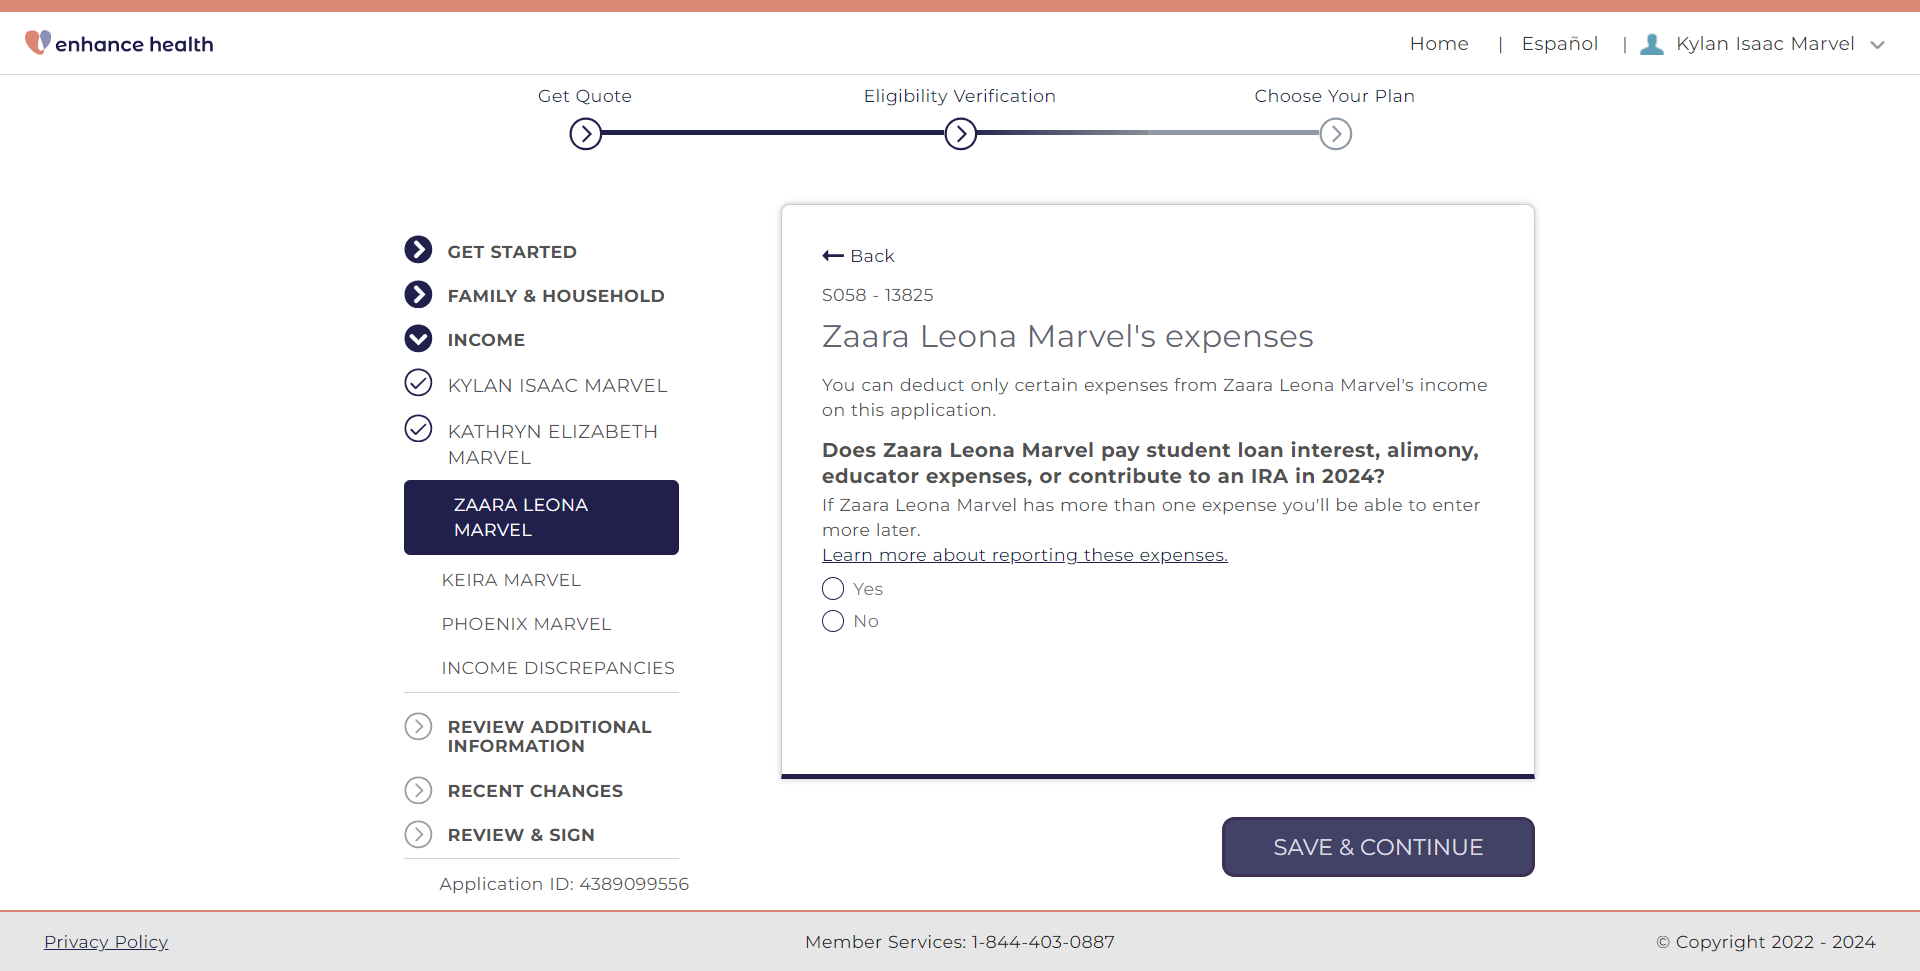 enhance health
Home | Español | Kylan Isaac Marvel
Get Quote
Eligibility Verification
Choose Your Plan
GET STARTED
FAMILY & HOUSEHOLD
INCOME
KYLAN ISAAC MARVEL
KATHRYN ELIZABETH
MARVEL
ZAARA LEONA
MARVEL
KEIRA MARVEL
PHOENIX MARVEL
INCOME DISCREPANCIES
REVIEW ADDITIONAL
INFORMATION
RECENT CHANGES
REVIEW & SIGN
Application ID: 4389099556
Back
S058 - 13825
Zaara Leona Marvel's expenses
You can deduct only certain expenses from Zaara Leona Marvel's income
on this application.
Does Zaara Leona Marvel pay student loan interest, alimony,
educator expenses, or contribute to an IRA in 2024?
If Zaara Leona Marvel has more than one expense you'll be able to enter
more later.
Learn more about reporting these expenses.
Yes
No
SAVE & CONTINUE
Privacy Policy
Member Services: 1-844-403-0887
© Copyright 2022 - 2024